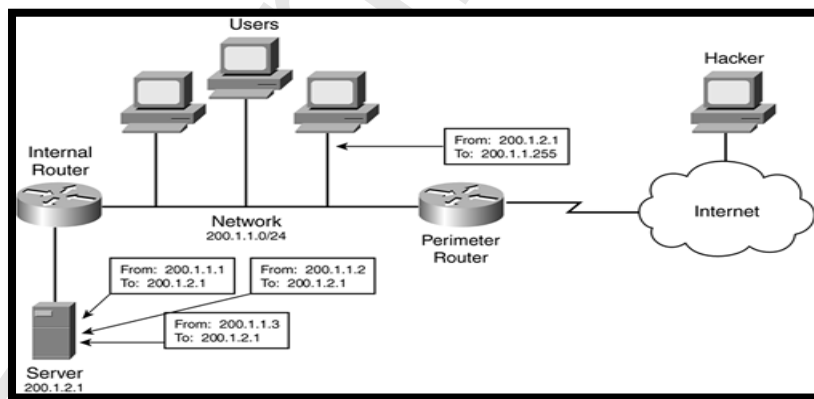 Users
Hacker
From: 200.1.2.1
To: 200.1.1.255
Internal
Router
Network
200.1.1.0/24
Perimeter
Router
Internet
From: 200.1.1.1
To: 200.1.2.1
From: 200.1.1.2
To: 200.1.2.1
From: 200.1.1.3
To: 200.1.2.1
Server
200.1.2.1